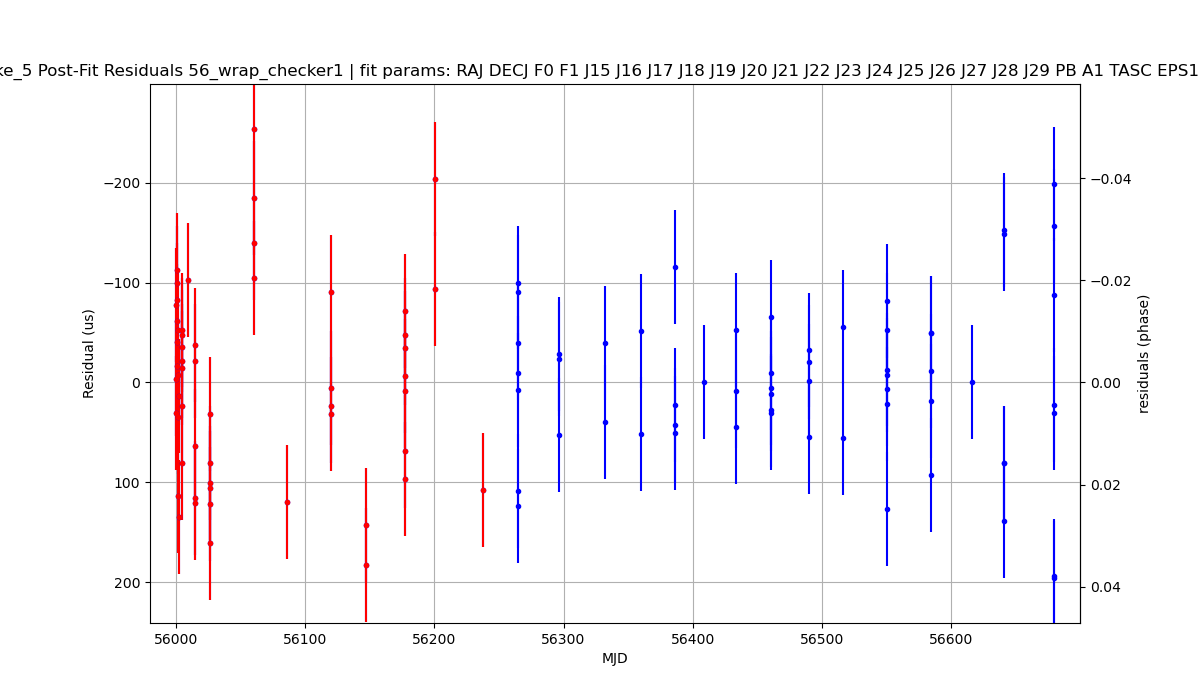 ke_5 Post-Fit Residuals 56_wrap_checker1 | fit params: RAJ DECJ F0 F1 J15 J16 J17 J18 J19 J20 J21 J22 J23 J24 J25 J26 J27 J28 J29 PB A1 TASC EPS1
−200
−100
0
100
200
Residual (us)
−0.04
−0.02
0.00
0.02
0.04
residuals (phase)
56000 56100 56200 56300 56400 56500 56600
MJD